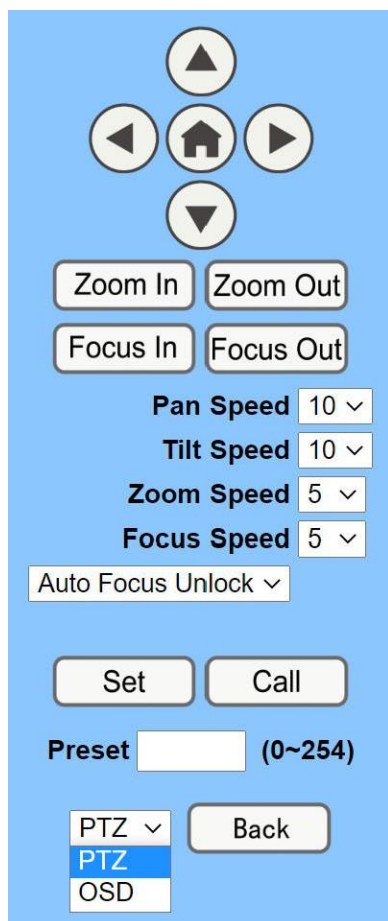 Zoom In Zoom Out
Focus In Focus Out
Pan Speed 10
Tilt Speed 10
Zoom Speed 5
Focus Speed 5
Auto Focus Unlock
Set Call
Preset (0~254)
PTZ Back
PTZ
OSD